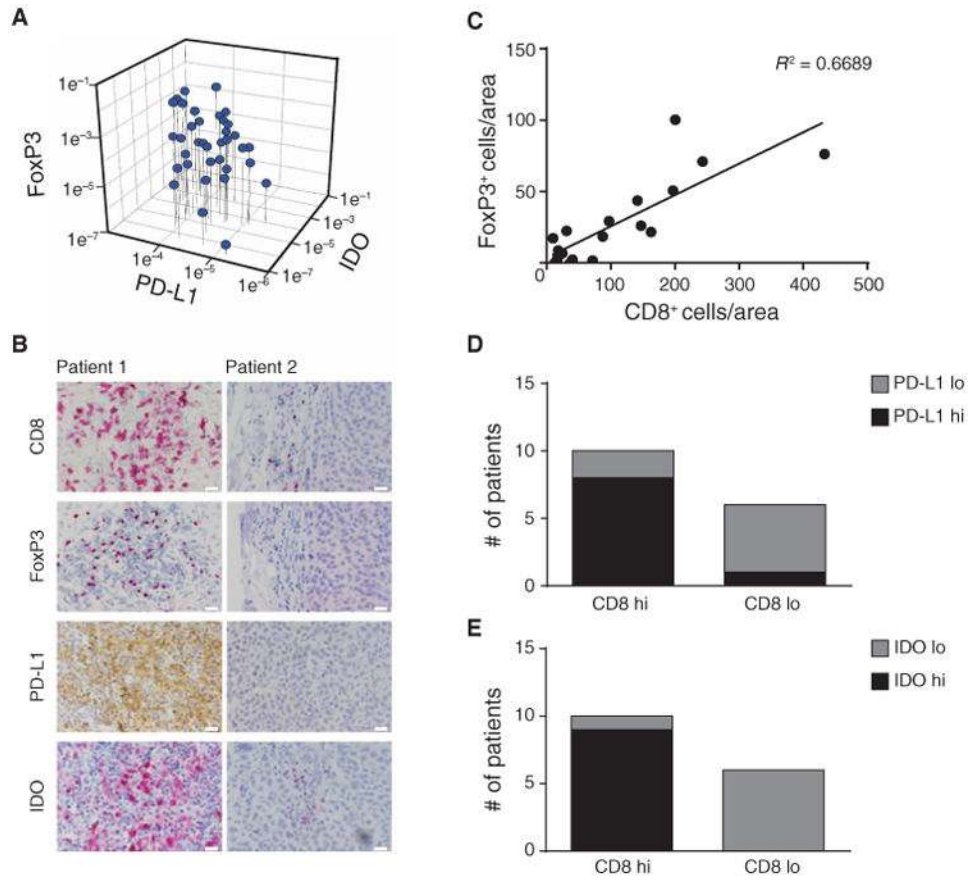 A
FoxP3
1e⁻¹
1e⁻³
1e⁻⁵
1e⁻⁷
1e⁻⁴
1e⁻⁵
1e⁻⁶
PD-L1
1e⁻¹
1e⁻³
1e⁻⁵
1e⁻⁷
IDO
B
Patient 1 Patient 2
CD8
FoxP3
PD-L1
IDO
C
R² = 0.6689
FoxP3⁺ cells/area
150
100
50
0
0 100 200 300 400 500
CD8⁺ cells/area
D
PD-L1 lo
PD-L1 hi
# of patients
15
10
5
0
CD8 hi CD8 lo
E
IDO lo
IDO hi
# of patients
15
10
5
0
CD8 hi CD8 lo